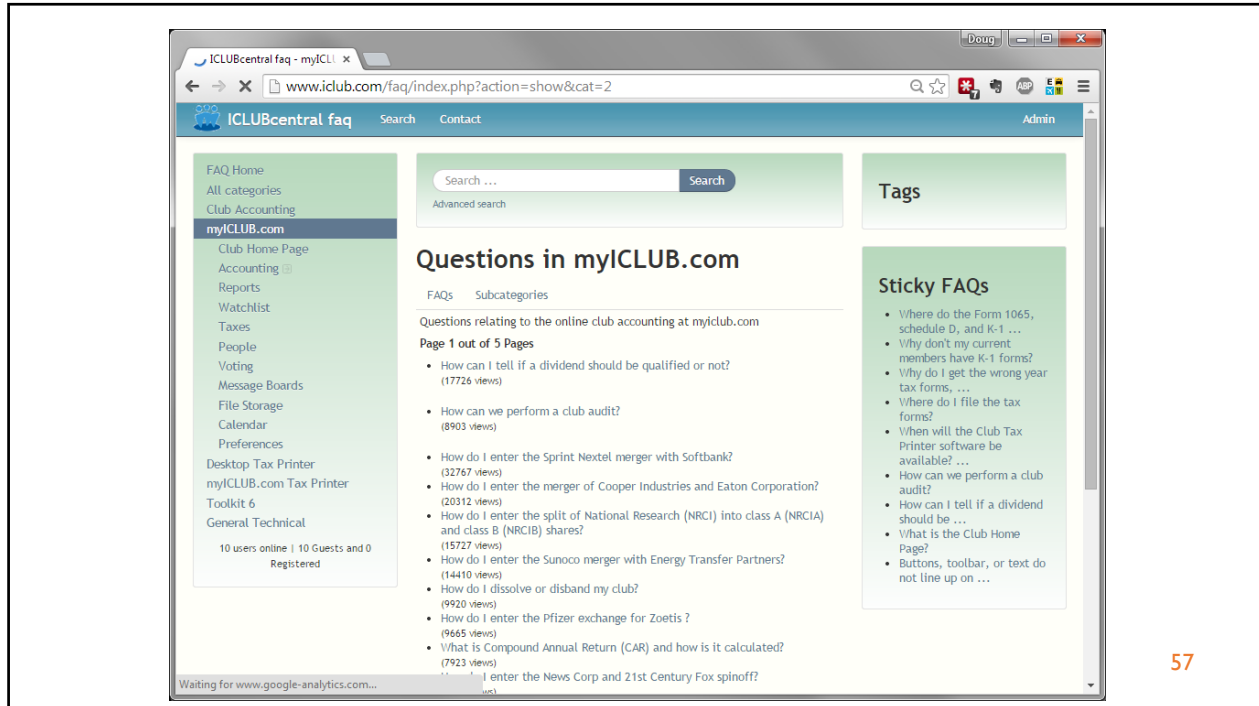 Doug
ICLUBcentral faq - myICL
www.iclub.com/faq/index.php?action=show&cat=2
7
ABP
ICLUBcentral faq
Search
Contact
Admin
FAQ Home
All categories
Club Accounting
myICLUB.com
Club Home Page
Accounting
Reports
Watchlist
Taxes
People
Voting
Message Boards
File Storage
Calendar
Preferences
Desktop Tax Printer
myICLUB.com Tax Printer
Toolkit 6
General Technical
10 users online | 10 Guests and 0
Registered
Search ...
Search
Advanced search
Questions in myICLUB.com
FAQs
Subcategories
Questions relating to the online club accounting at myiclub.com
Page 1 out of 5 Pages
• How can I tell if a dividend should be qualified or not?
(17726 views)
• How can we perform a club audit?
(8903 views)
• How do I enter the Sprint Nextel merger with Softbank?
(32767 views)
• How do I enter the merger of Cooper Industries and Eaton Corporation?
(20312 views)
• How do I enter the split of National Research (NRCI) into class A (NRCIA)
and class B (NRCIB) shares?
(15727 views)
• How do I enter the Sunoco merger with Energy Transfer Partners?
(14410 views)
• How do I dissolve or disband my club?
(9920 views)
• How do I enter the Pfizer exchange for Zoetis ?
(9665 views)
• What is Compound Annual Return (CAR) and how is it calculated?
(7923 views)
I enter the News Corp and 21st Century Fox spinoff?
Tags
Sticky FAQs
• Where do the Form 1065,
schedule D, and K-1 ...
• Why don't my current
members have K-1 forms?
• Why do I get the wrong year
tax forms, ...
• Where do I file the tax
forms?
• When will the Club Tax
Printer software be
available? ...
• How can we perform a club
audit?
• How can I tell if a dividend
should be ...
• What is the Club Home
Page?
• Buttons, toolbar, or text do
not line up on ...
Waiting for www.google-analytics.com...
57